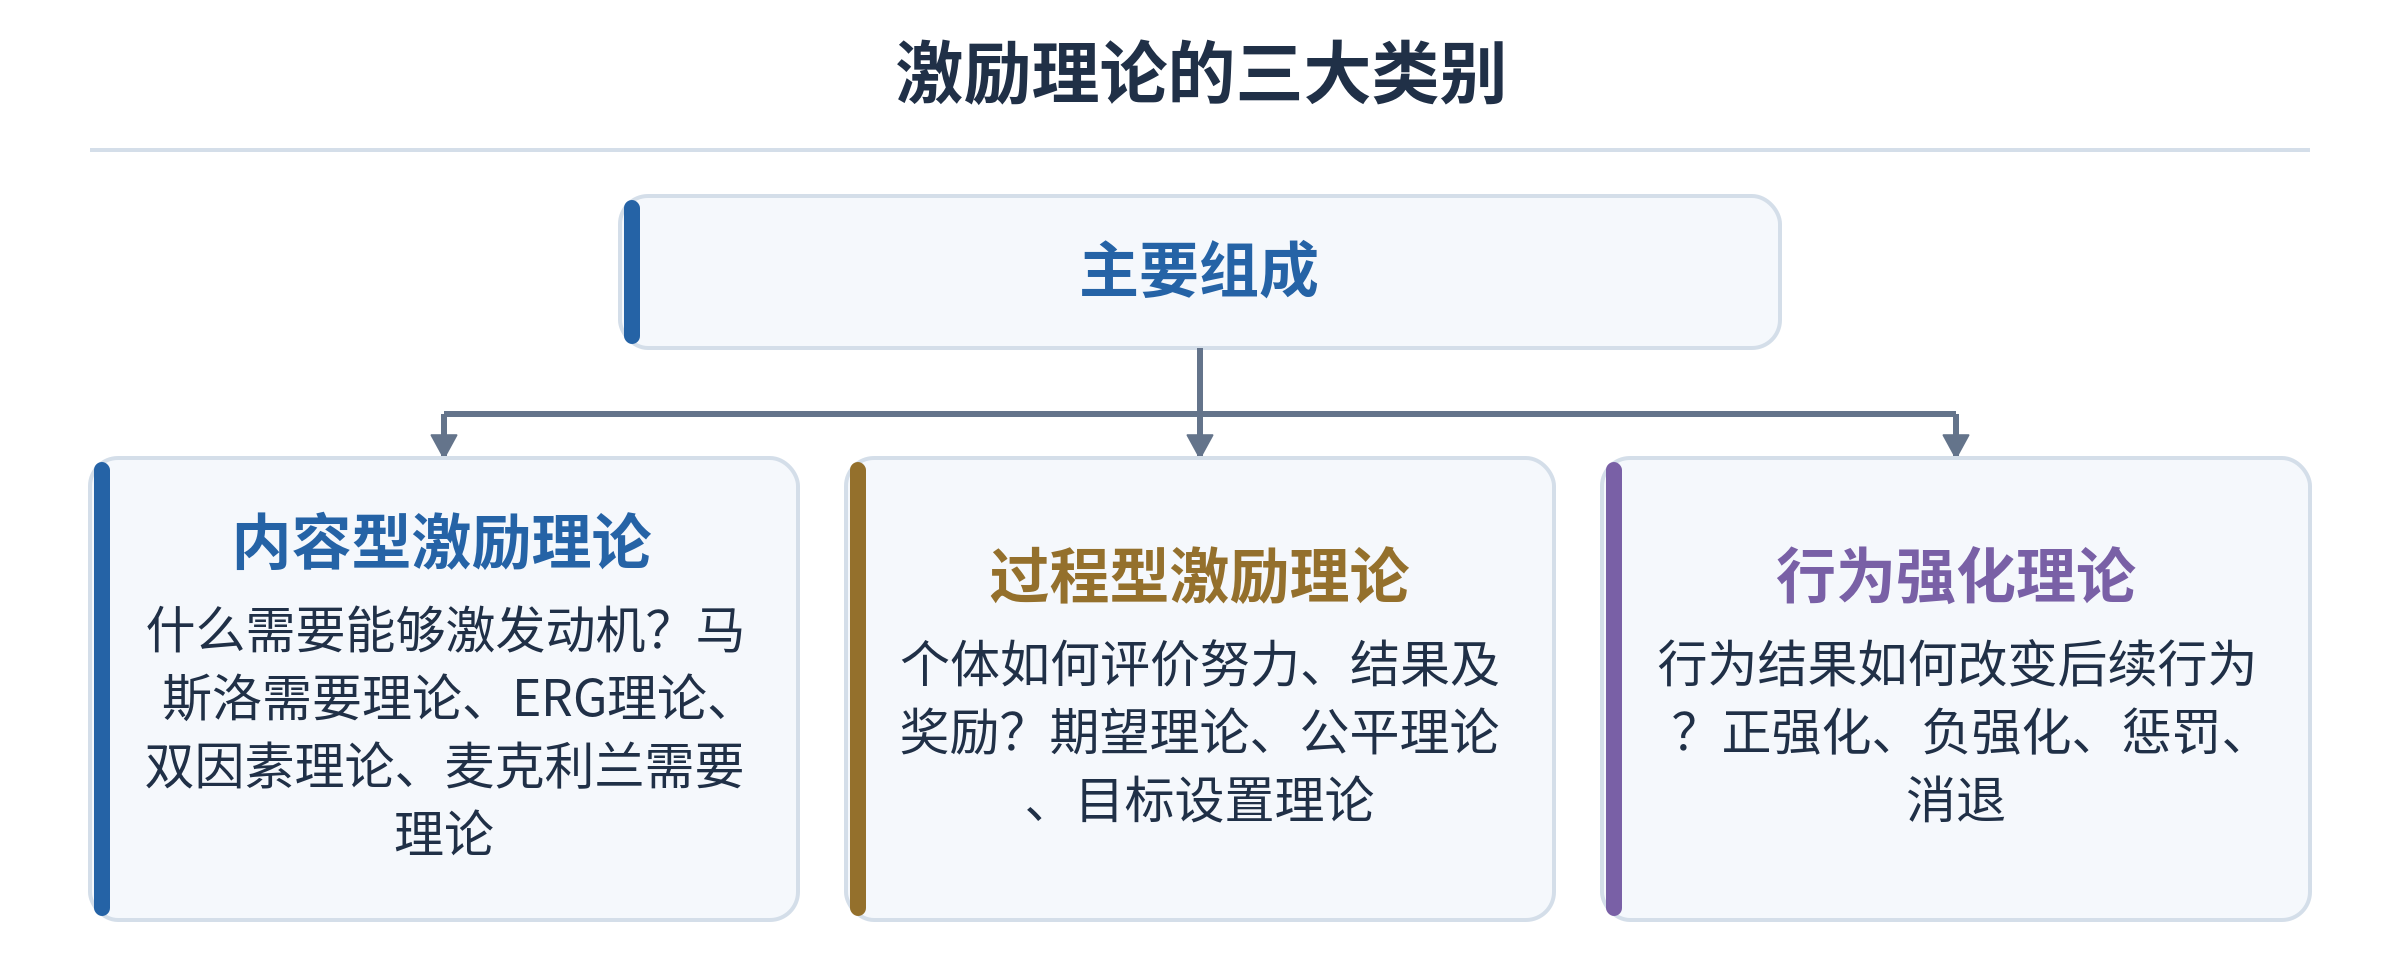 激励理论的三大类别
主要组成
内容型激励理论
什么需要能够激发动机？马
斯洛需要理论、ERG理论、
双因素理论、麦克利兰需要
理论
过程型激励理论
个体如何评价努力、结果及
奖励？期望理论、公平理论
、目标设置理论
行为强化理论
行为结果如何改变后续行为
？正强化、负强化、惩罚、
消退